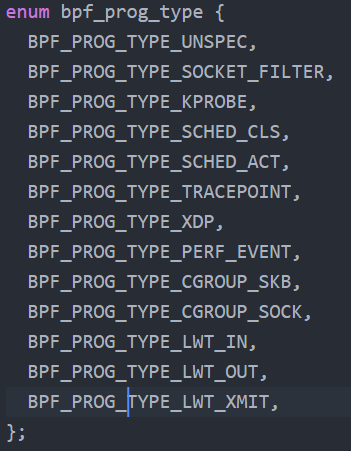 enum bpf_prog_type {
BPF_PROG_TYPE_UNSPEC,
BPF_PROG_TYPE_SOCKET_FILTER,
BPF_PROG_TYPE_KPROBE,
BPF_PROG_TYPE_SCHED_CLS,
BPF_PROG_TYPE_SCHED_ACT,
BPF_PROG_TYPE_TRACEPOINT,
BPF_PROG_TYPE_XDP,
BPF_PROG_TYPE_PERF_EVENT,
BPF_PROG_TYPE_CGROUP_SKB,
BPF_PROG_TYPE_CGROUP_SOCK,
BPF_PROG_TYPE_LWT_IN,
BPF_PROG_TYPE_LWT_OUT,
BPF_PROG_TYPE_LWT_XMIT,
};